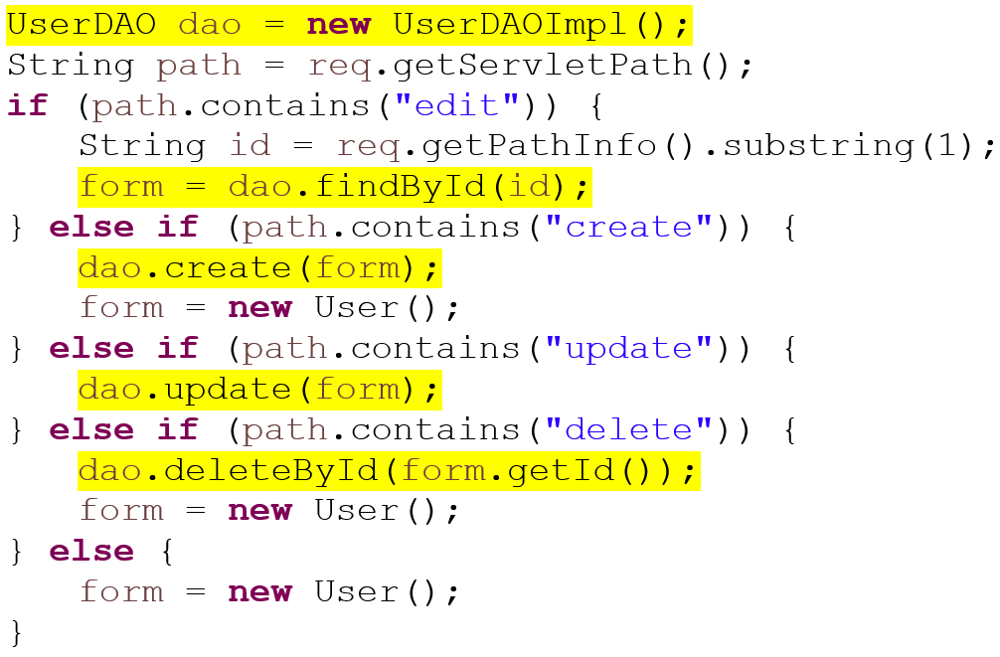 UserDAO dao = new UserDAOImpl();
String path = req.getServletPath();
if (path.contains("edit")) {
    String id = req.getPathInfo().substring(1);
    form = dao.findById(id);
} else if (path.contains("create")) {
    dao.create(form);
    form = new User();
} else if (path.contains("update")) {
    dao.update(form);
} else if (path.contains("delete")) {
    dao.deleteById(form.getId());
    form = new User();
} else {
    form = new User();
}